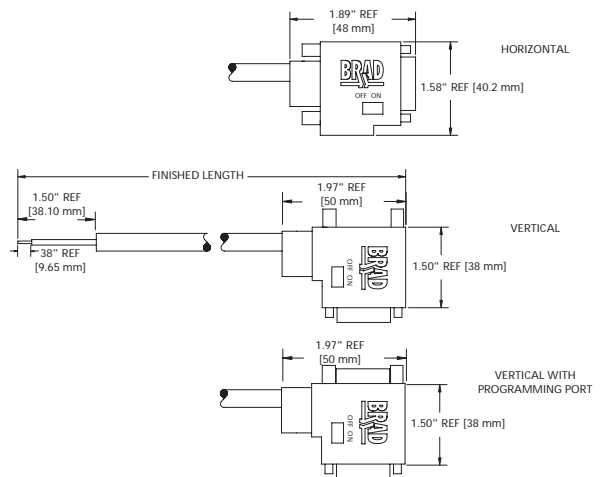 1.89" REF
[48 mm]
HORIZONTAL
BRAD
OFF ON
1.58" REF [40.2 mm]
FINISHED LENGTH
1.50" REF
[38.10 mm]
1.97" REF
[50 mm]
VERTICAL
38" REF
[9.65 mm]
OFF ON
BRAD
1.50" REF [38 mm]
1.97" REF
[50 mm]
VERTICAL WITH
PROGRAMMING PORT
OFF ON
BRAD
1.50" REF [38 mm]